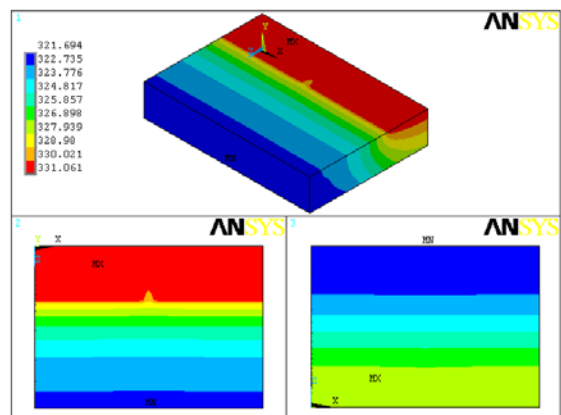 1
ANSYS
321.694
322.735
323.776
324.817
325.857
326.898
327.939
328.98
330.021
331.061
Y
MX
Z
X
MN
2
ANSYS
Y
X
Z
MX
MN
3
ANSYS
MN
MX
X